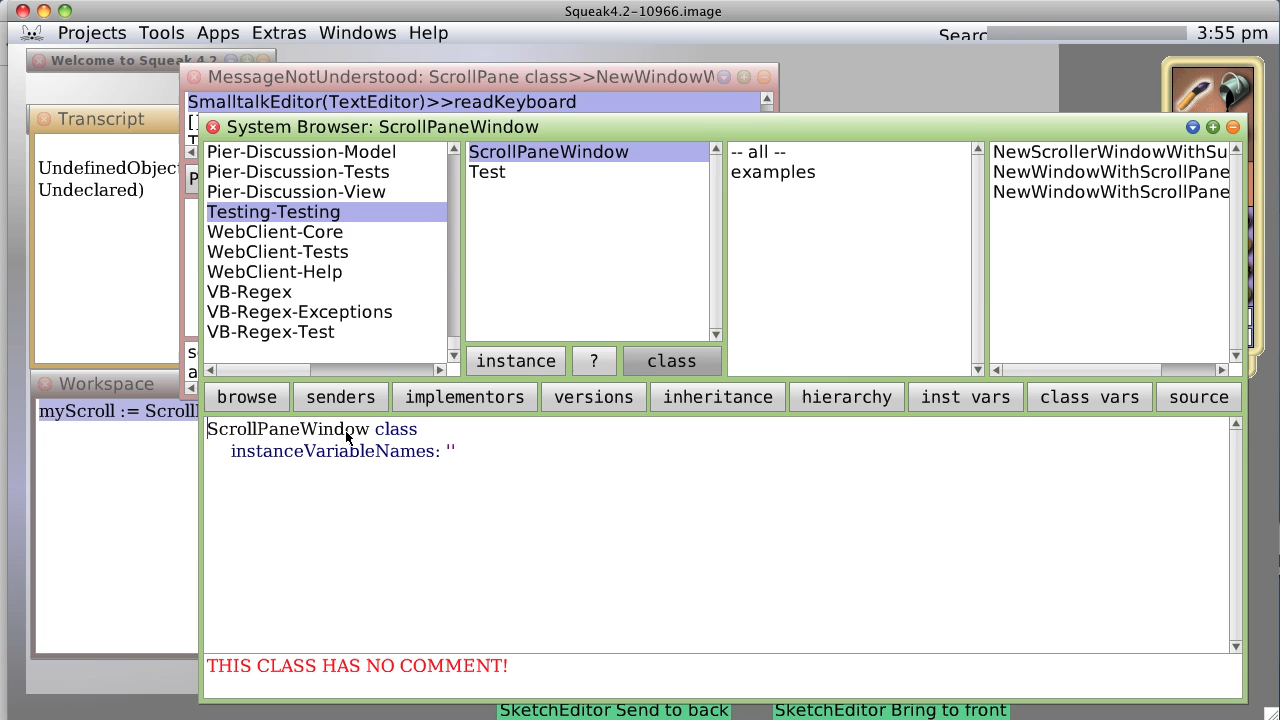 Squeak4.2-10966.image
Projects Tools Apps Extras Windows Help
Searc
3:55 pm
Welcome to Squeak 4.2
MessageNotUnderstood: ScrollPane class>>NewWindowW
SmalltalkEditor(TextEditor)>>readKeyboard
[]
P
Transcript
UndefinedObjec
Undeclared)
s
a
Workspace
myScroll := Scroll
System Browser: ScrollPaneWindow
Pier-Discussion-Model
Pier-Discussion-Tests
Pier-Discussion-View
Testing-Testing
WebClient-Core
WebClient-Tests
WebClient-Help
VB-Regex
VB-Regex-Exceptions
VB-Regex-Test
ScrollPaneWindow
Test
instance ? class
-- all --
examples
NewScrollerWindowWithSu
NewWindowWithScrollPane
NewWindowWithScrollPane
browse senders implementors versions inheritance hierarchy inst vars class vars source
ScrollPaneWindow class
instanceVariableNames: ''
THIS CLASS HAS NO COMMENT!
SketchEditor Send to back
SketchEditor Bring to front